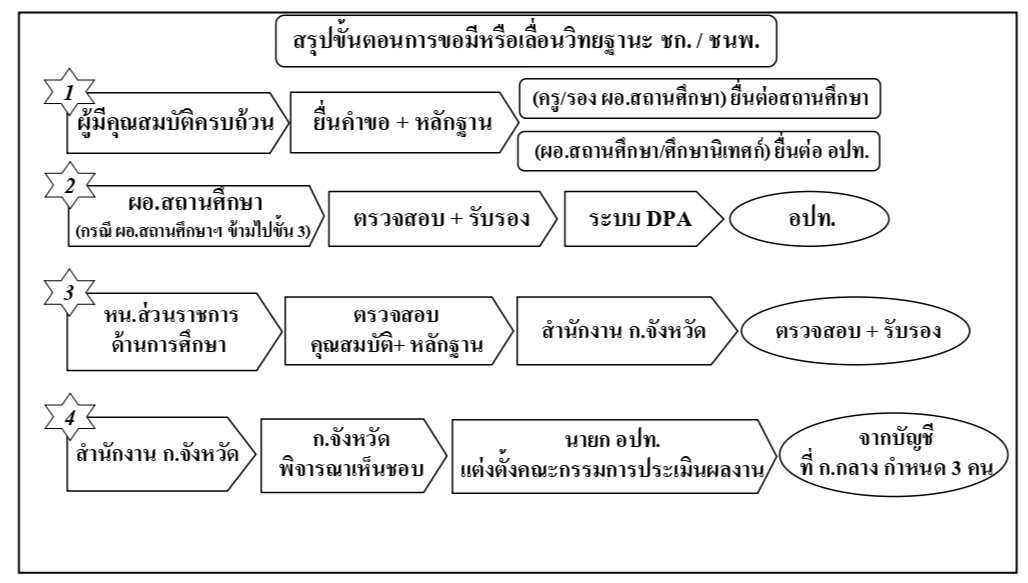 สรุปขั้นตอนการขอมีหรือเลื่อนวิทยฐานะ ชก. / ชนพ.
1
ผู้มีคุณสมบัติครบถ้วน
ยื่นคำขอ + หลักฐาน
(ครู/รอง ผอ.สถานศึกษา) ยื่นต่อสถานศึกษา
(ผอ.สถานศึกษา/ศึกษานิเทศก์) ยื่นต่อ อปท.
2
ผอ.สถานศึกษา
(กรณี ผอ.สถานศึกษาฯ ข้ามไปขั้น 3)
ตรวจสอบ + รับรอง
ระบบ DPA
อปท.
3
หน.ส่วนราชการ
ด้านการศึกษา
ตรวจสอบ
คุณสมบัติ+ หลักฐาน
สำนักงาน ก.จังหวัด
ตรวจสอบ + รับรอง
4
สำนักงาน ก.จังหวัด
ก.จังหวัด
พิจารณาเห็นชอบ
นายก อปท.
แต่งตั้งคณะกรรมการประเมินผลงาน
จากบัญชี
ที่ ก.กลาง กำหนด 3 คน